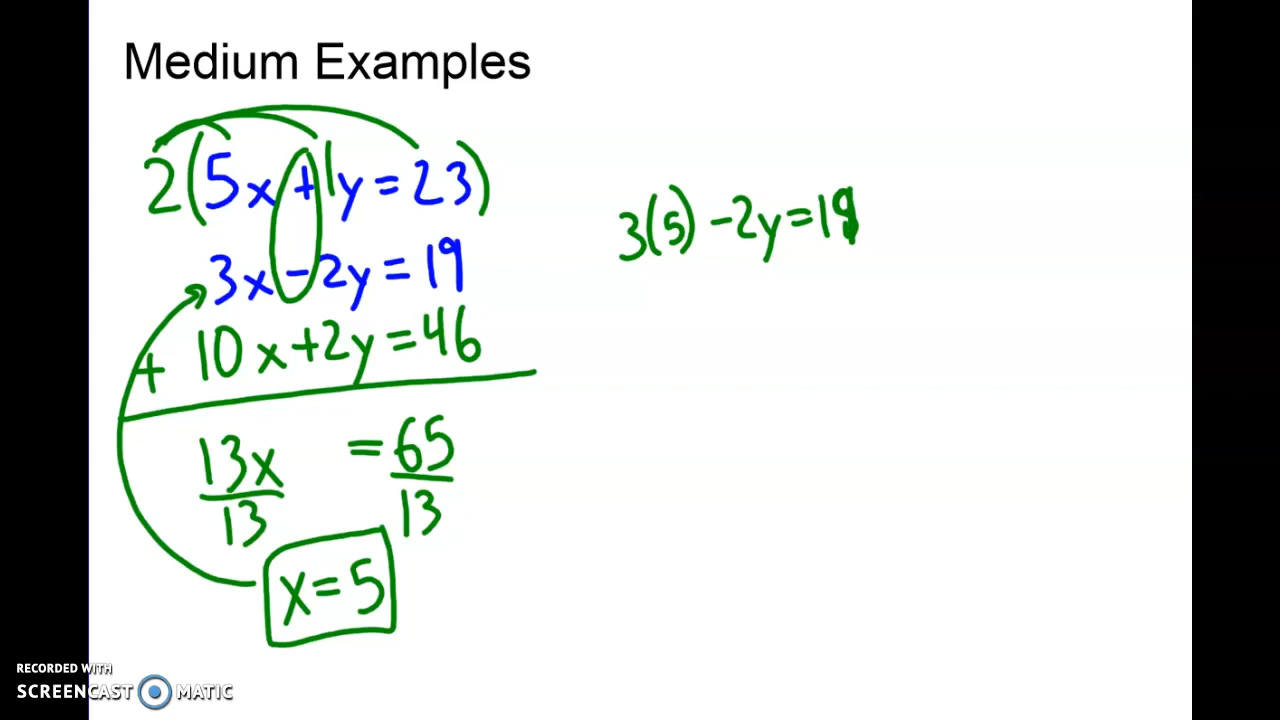 Medium Examples
2(5x+1y=23)
3x-2y=19
+ 10x+2y=46
13x = 65
13 13
x=5
3(5) -2y=19
RECORDED WITH
SCREENCAST MATIC